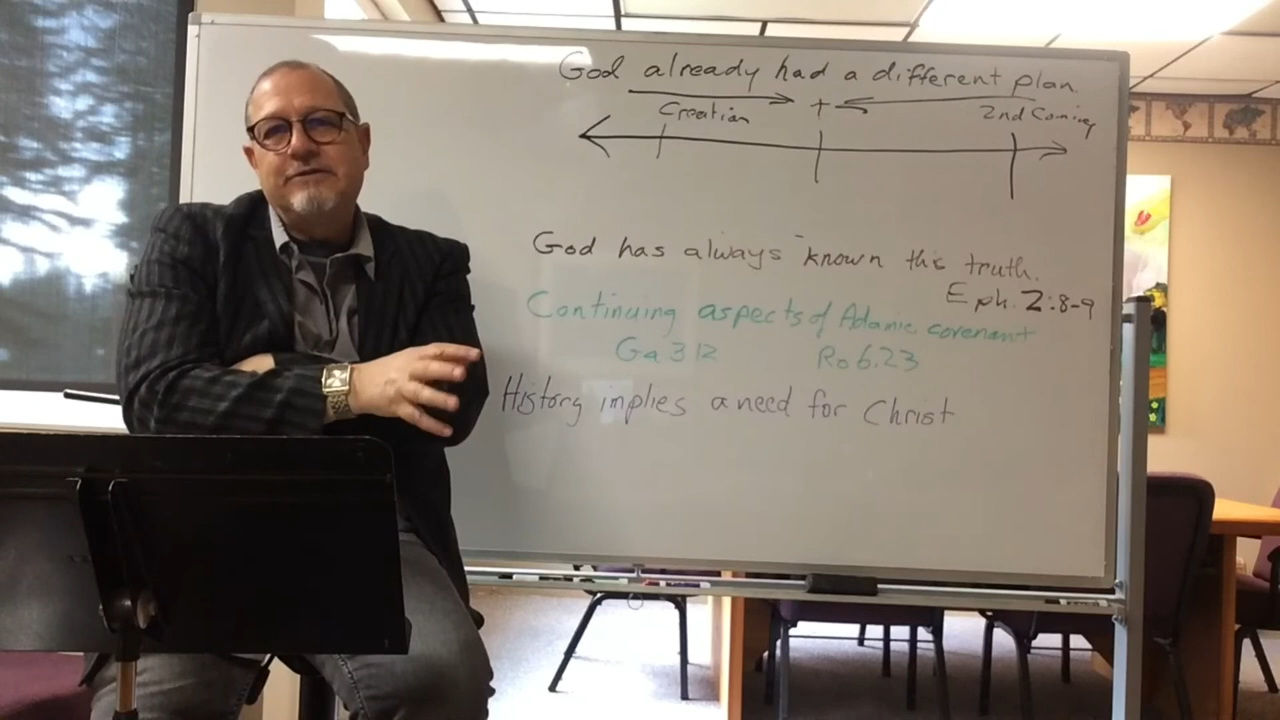 God already had a different plan.
Creation + 2nd Coming
God has always known this truth.
Eph. 2:8-9
Continuing aspects of Adamic covenant
Ga 3 12 Ro 6.23
History implies a need for Christ